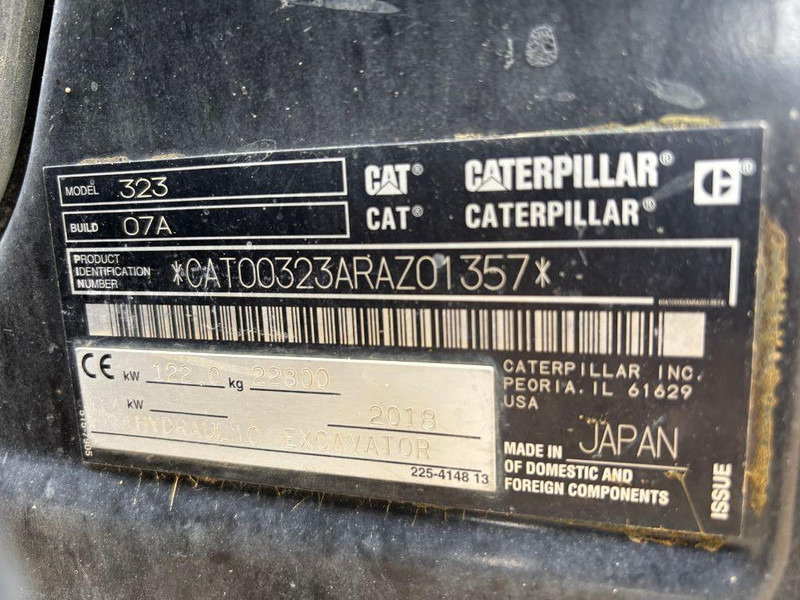 MODEL 323 CAT® CATERPILLAR®
BUILD 07A CAT® CATERPILLAR® C®
PRODUCT
IDENTIFICATION
NUMBER
*CAT00323ARAZ01357*
CE kW 122.0 kg 22800
kW 2018
HYDRAULIC EXCAVATOR
225-4148 13
CATERPILLAR INC.
PEORIA, IL 61629
USA
MADE IN JAPAN
OF DOMESTIC AND
FOREIGN COMPONENTS
ISSUE